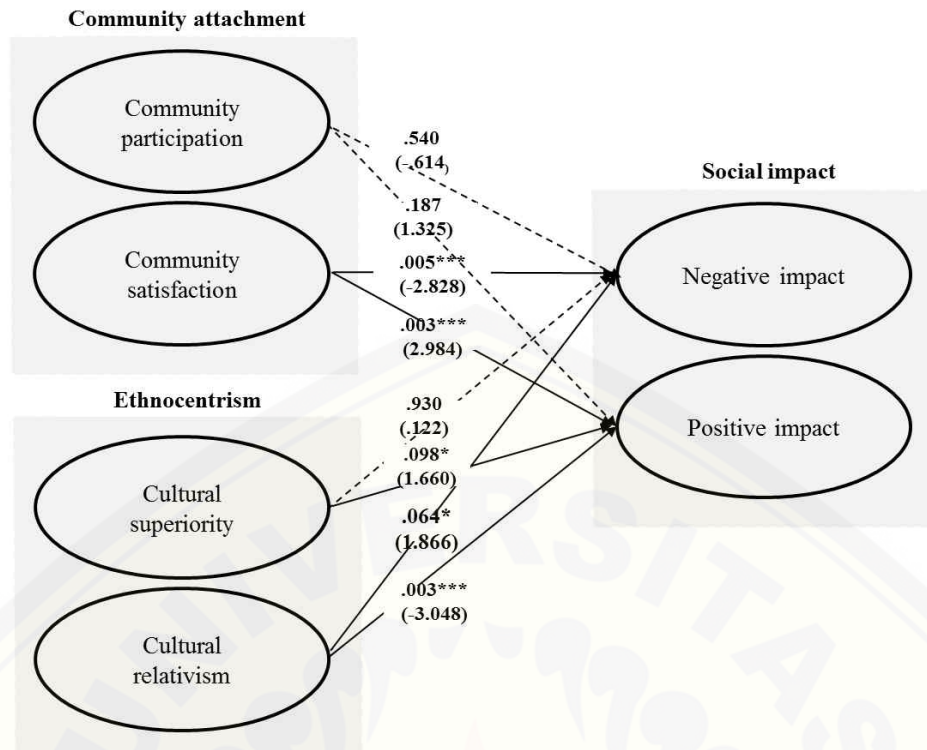 Community attachment
Community
participation
Community
satisfaction
Ethnocentrism
Cultural
superiority
Cultural
relativism
.540
(-.614)
.187
(1.325)
.005***
(-2.828)
.003***
(2.984)
.930
(.122)
.098*
(1.660)
.064*
(1.866)
.003***
(-3.048)
Social impact
Negative impact
Positive impact
UNIVERSITAS